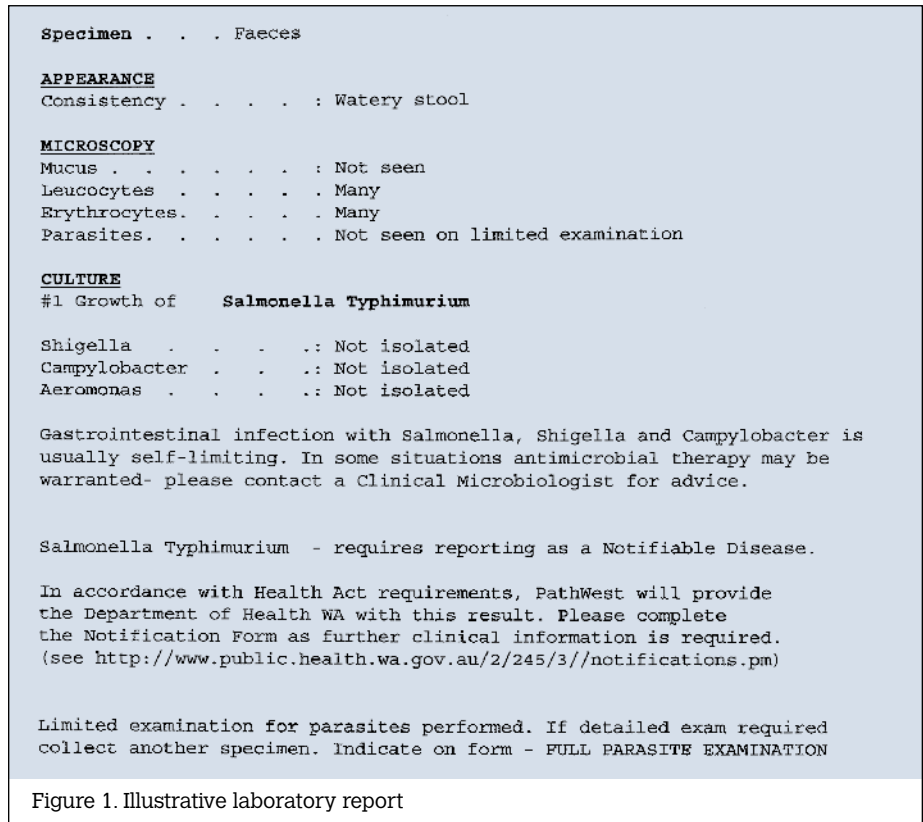 Specimen . . . Faeces
APPEARANCE
Consistency . . . . : Watery stool
MICROSCOPY
Mucus . . . . . . : Not seen
Leucocytes . . . . . Many
Erythrocytes. . . . . Many
Parasites. . . . . . Not seen on limited examination
CULTURE
#1 Growth of Salmonella Typhimurium
Shigella . . . .: Not isolated
Campylobacter . . .: Not isolated
Aeromonas . . . .: Not isolated
Gastrointestinal infection with Salmonella, Shigella and Campylobacter is
usually self-limiting. In some situations antimicrobial therapy may be
warranted- please contact a Clinical Microbiologist for advice.
Salmonella Typhimurium - requires reporting as a Notifiable Disease.
In accordance with Health Act requirements, PathWest will provide
the Department of Health WA with this result. Please complete
the Notification Form as further clinical information is required.
(see http://www.public.health.wa.gov.au/2/245/3//notifications.pm)
Limited examination for parasites performed. If detailed exam required
collect another specimen. Indicate on form - FULL PARASITE EXAMINATION
Figure 1. Illustrative laboratory report